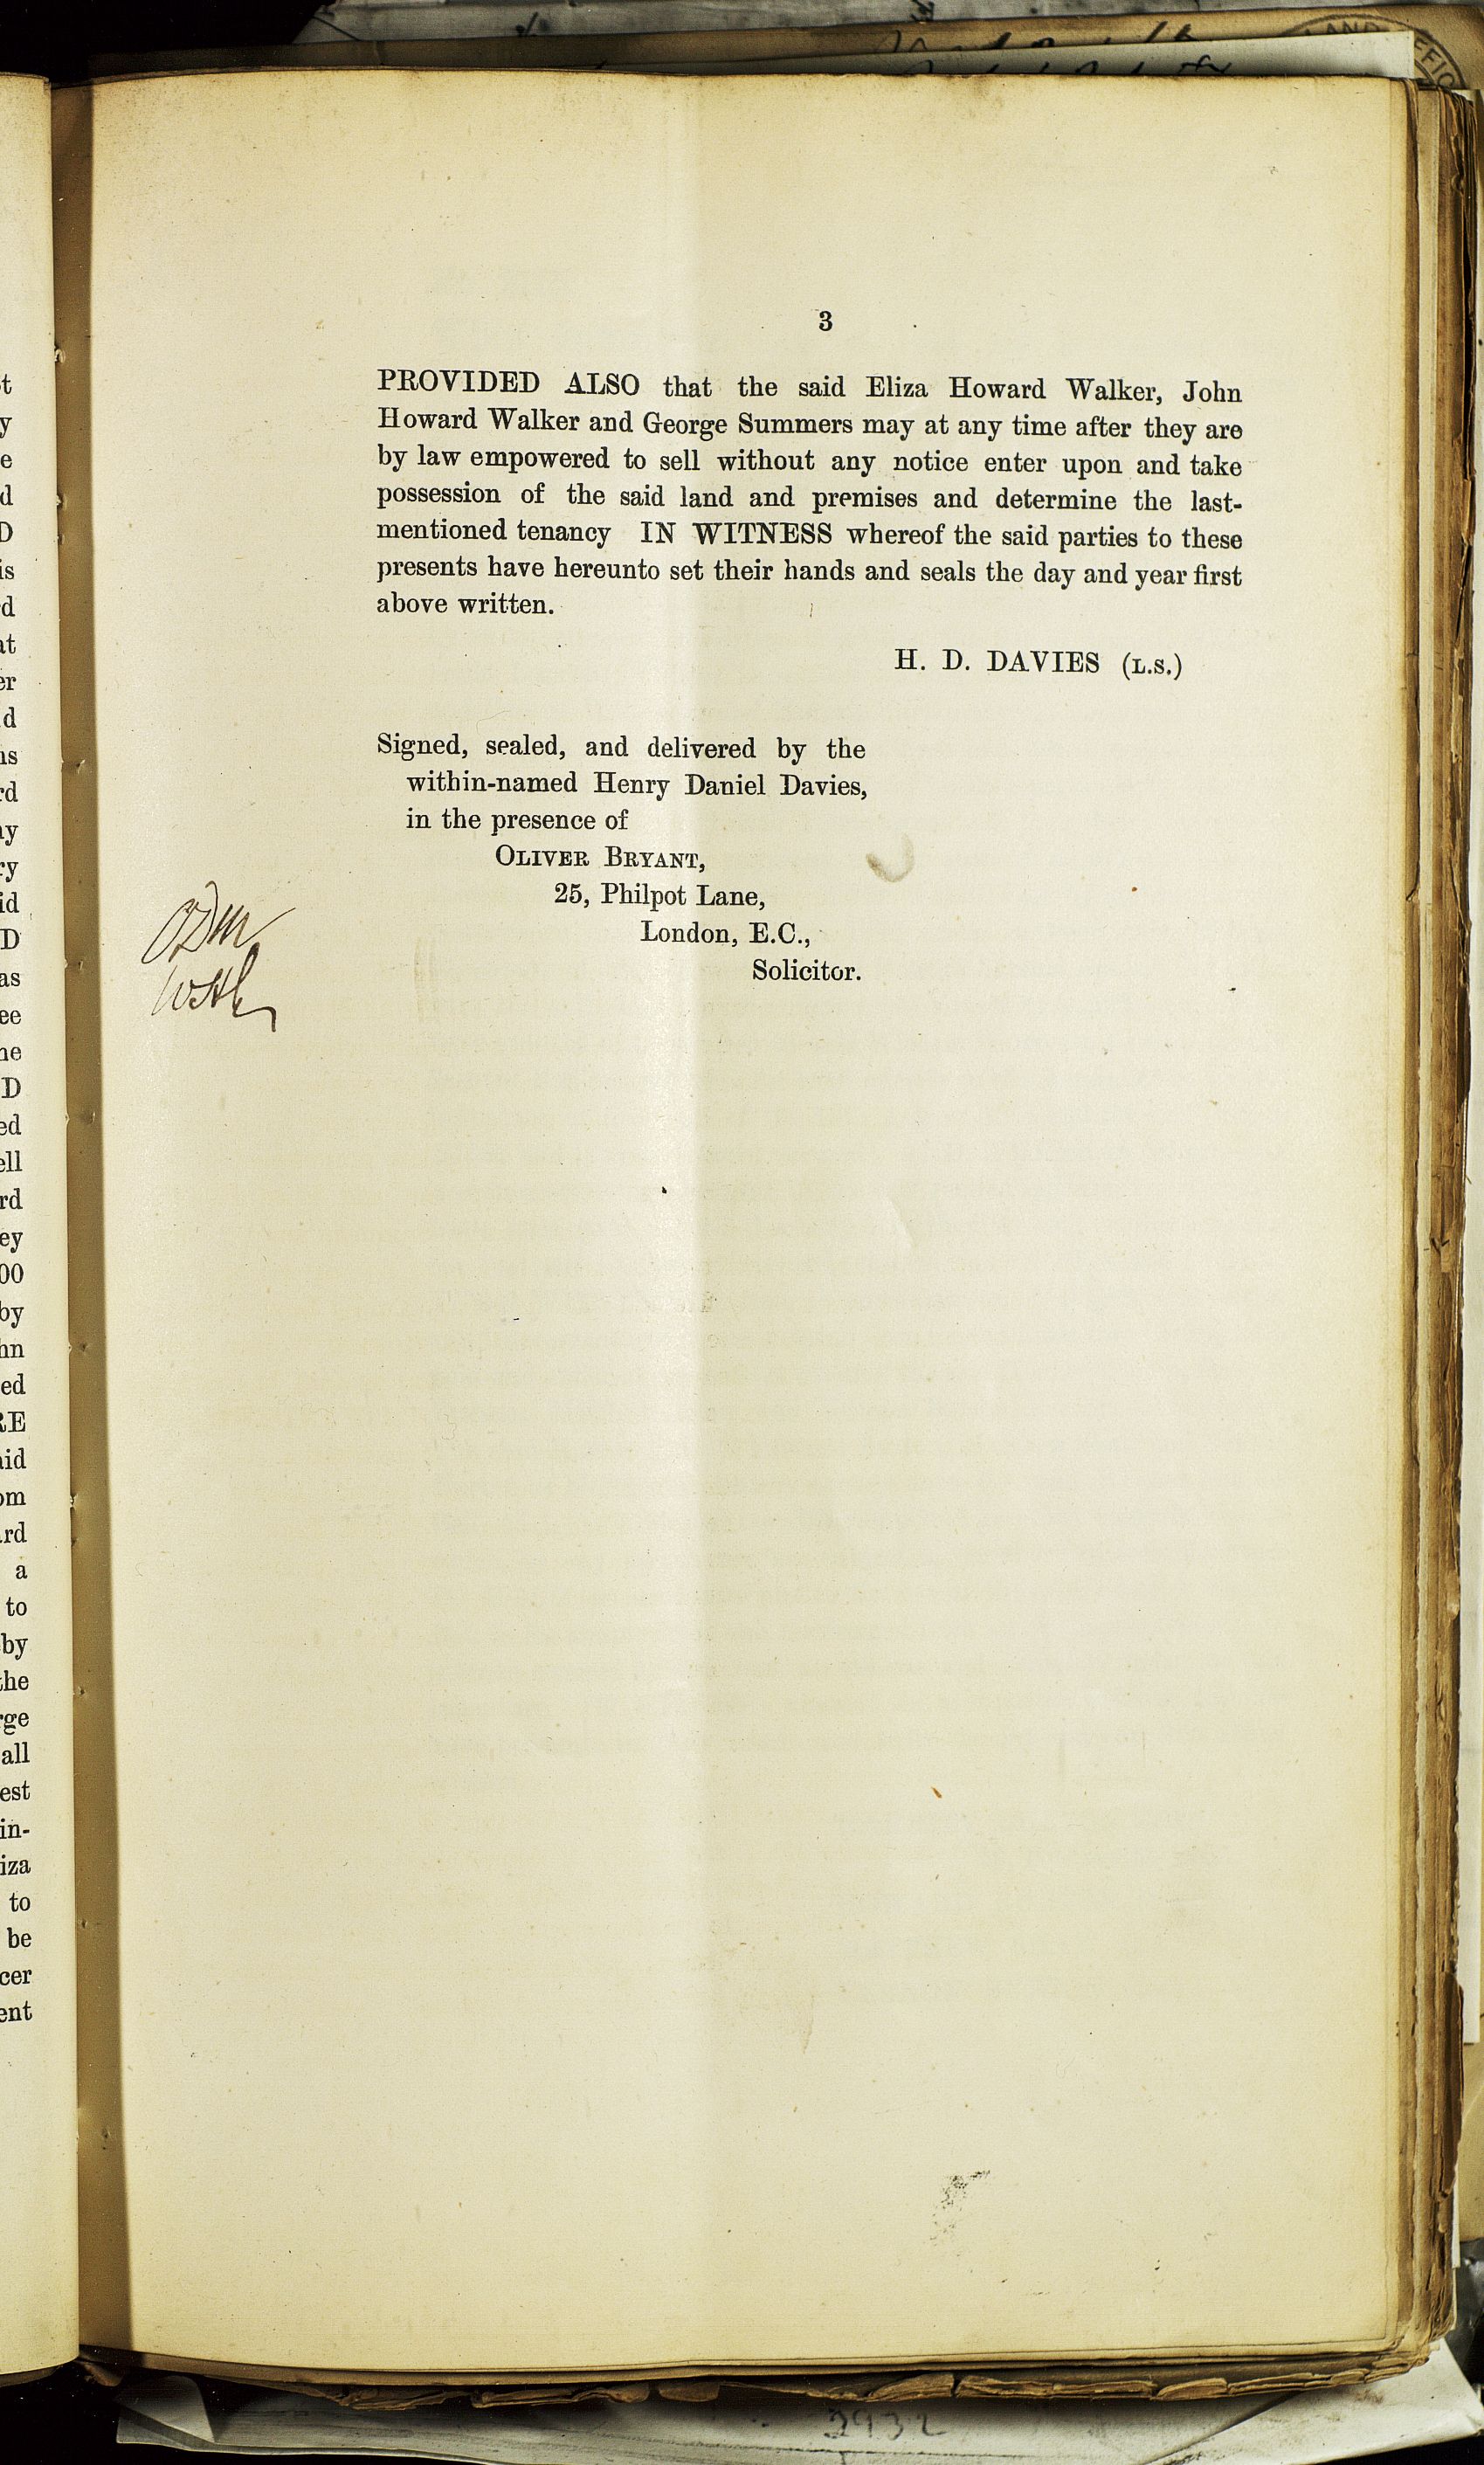 3
PROVIDED ALSO that the said Eliza Howard Walker, John
Howard Walker and George Summers may at any time after they are
by law empowered to sell without any notice enter upon and take
possession of the said land and premises and determine the last-
mentioned tenancy IN WITNESS whereof the said parties to these
presents have hereunto set their hands and seals the day and year first
above written.
H. D. DAVIES (L.S.)
Signed, sealed, and delivered by the
within-named Henry Daniel Davies,
in the presence of
OLIVER BRYANT,
25, Philpot Lane,
London, E.C.,
Solicitor.
2932